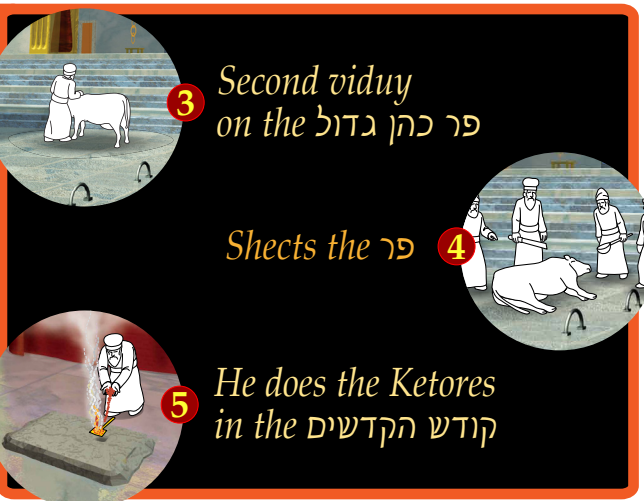 3
Second viduy
on the פר כהן גדול
Shects the פר
4
5
He does the Ketores
in the קודש הקדשים